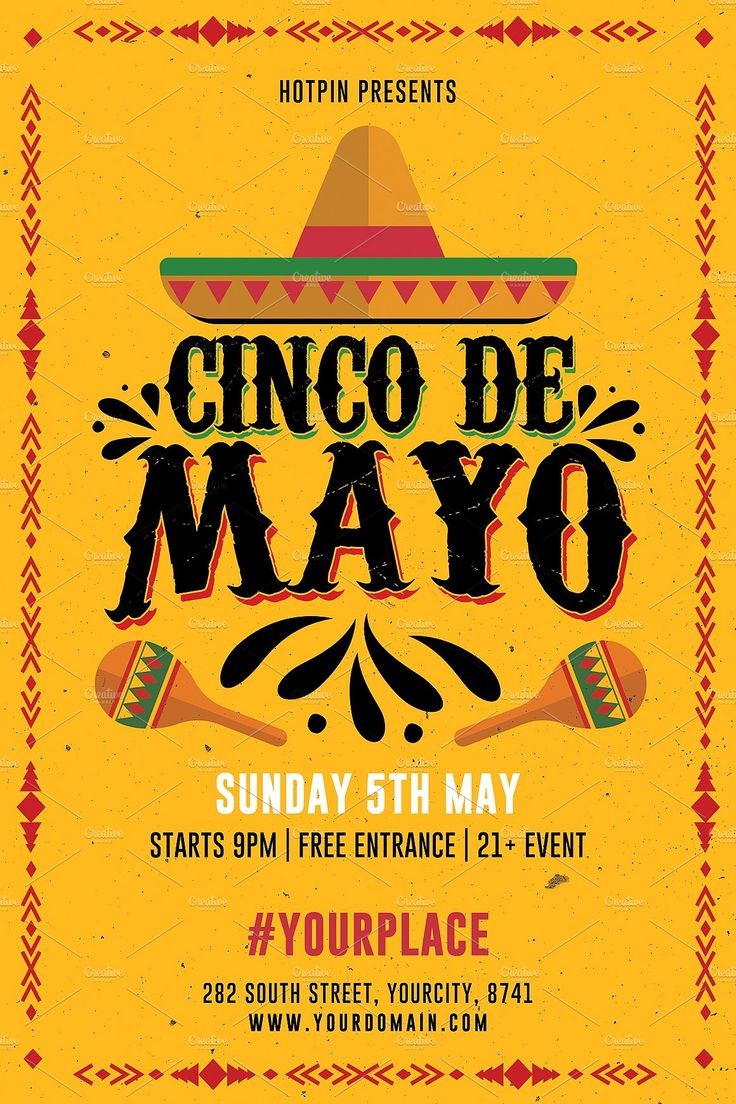 HOTPIN PRESENTS
CINCO DE
MAYO
SUNDAY 5TH MAY
STARTS 9PM | FREE ENTRANCE | 21+ EVENT
#YOURPLACE
282 SOUTH STREET, YOURCITY, 8741
WWW.YOURDOMAIN.COM